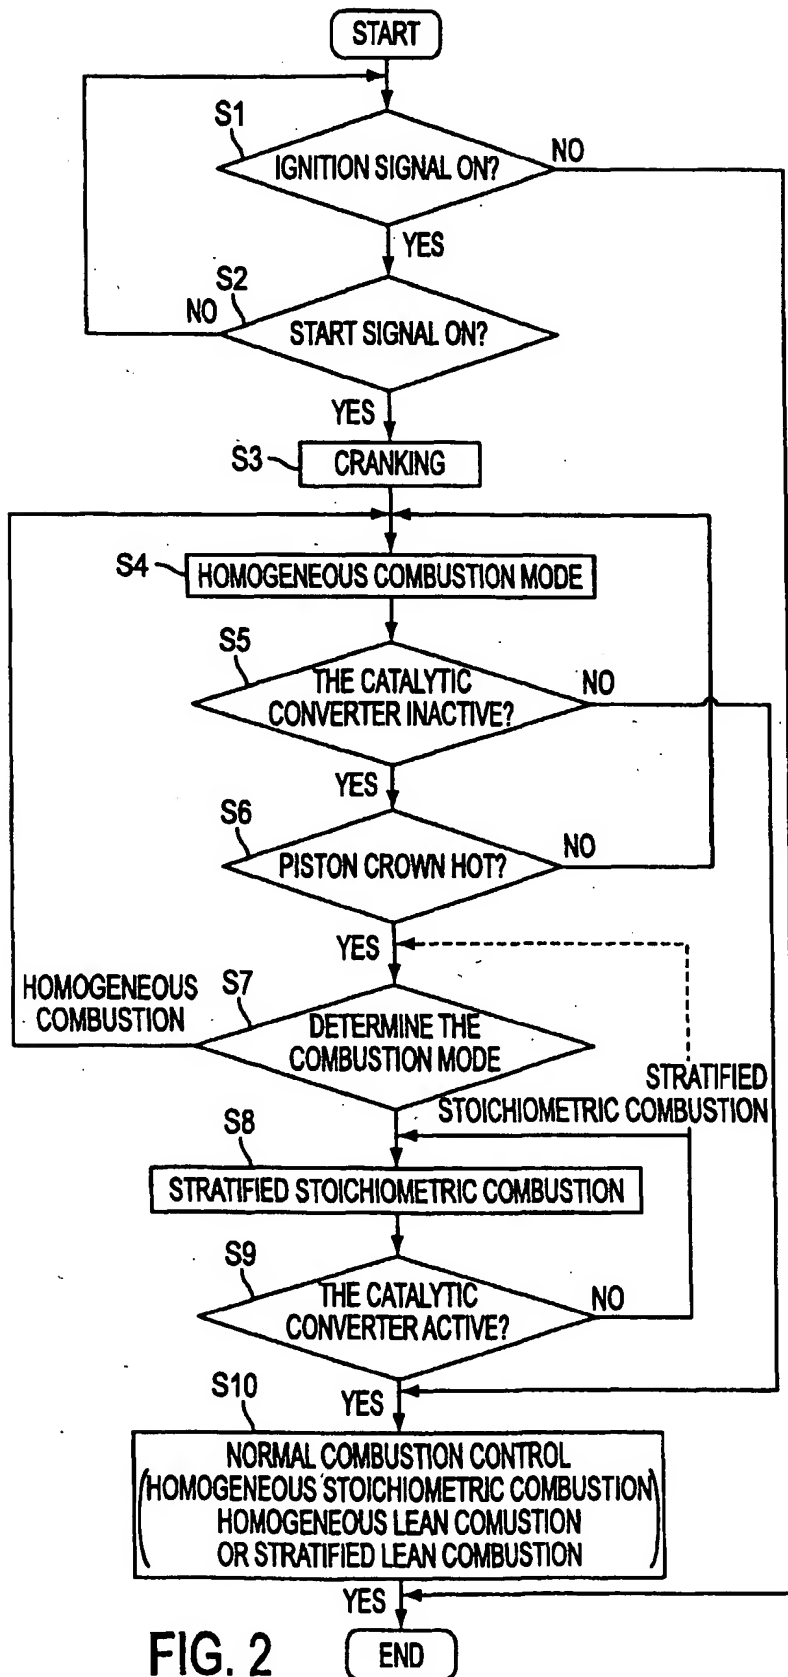 START
S1
IGNITION SIGNAL ON?
NO
YES
S2
NO
START SIGNAL ON?
YES
S3
CRANKING
S4
HOMOGENEOUS COMBUSTION MODE
S5
THE CATALYTIC
CONVERTER INACTIVE?
NO
YES
S6
PISTON CROWN HOT?
NO
YES
HOMOGENEOUS
COMBUSTION
S7
DETERMINE THE
COMBUSTION MODE
STRATIFIED
STOICHIOMETRIC COMBUSTION
S8
STRATIFIED STOICHIOMETRIC COMBUSTION
S9
THE CATALYTIC
CONVERTER ACTIVE?
NO
YES
S10
NORMAL COMBUSTION CONTROL
(HOMOGENEOUS STOICHIOMETRIC COMBUSTION
HOMOGENEOUS LEAN COMUSTION
OR STRATIFIED LEAN COMBUSTION)
YES
END
FIG. 2